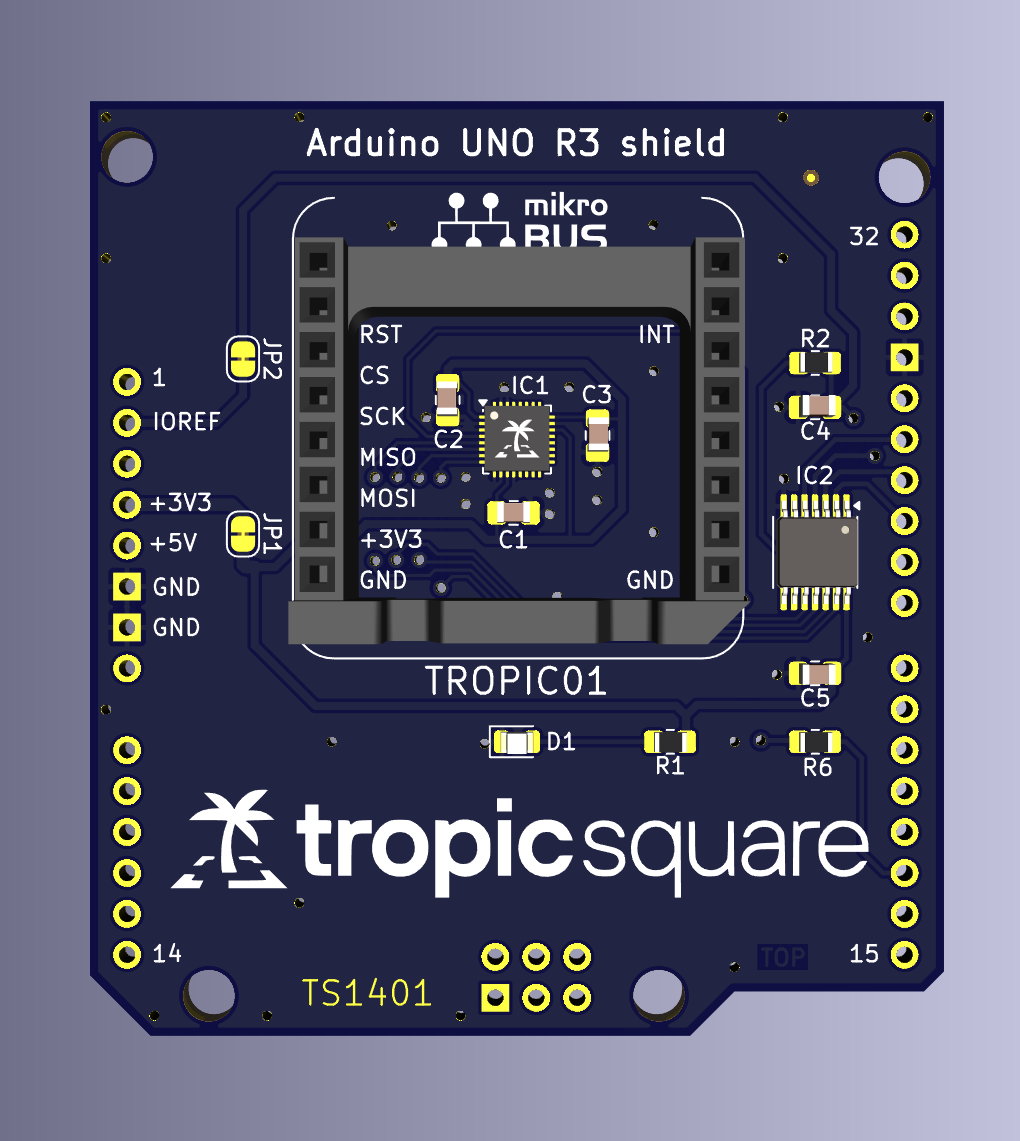 Arduino UNO R3 shield
mikro
BUS
32
RST
INT
R2
JP2
CS
IC1
C3
1
SCK
C2
C4
IOREF
MISO
IC2
MOSI
+3V3
JP1
+3V3
C1
+5V
GND
GND
GND
GND
TROPIC01
C5
D1
R1
R6
tropicsquare
14
TOP
15
TS1401